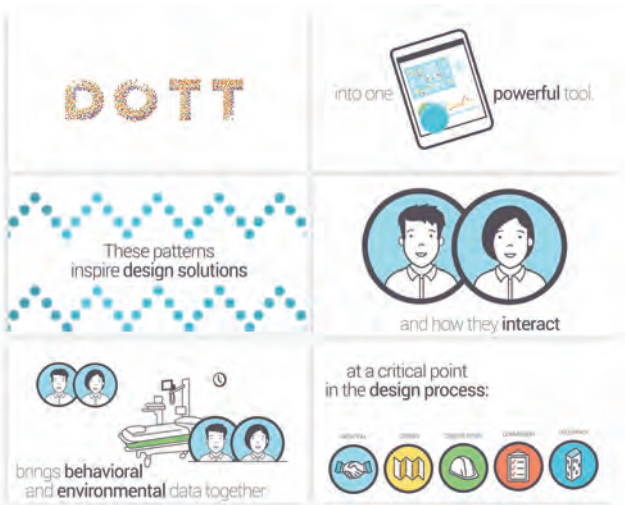 DOTT
into one powerful tool.
These patterns
inspire design solutions
and how they interact
brings behavioral
and environmental data together
at a critical point
in the design process: